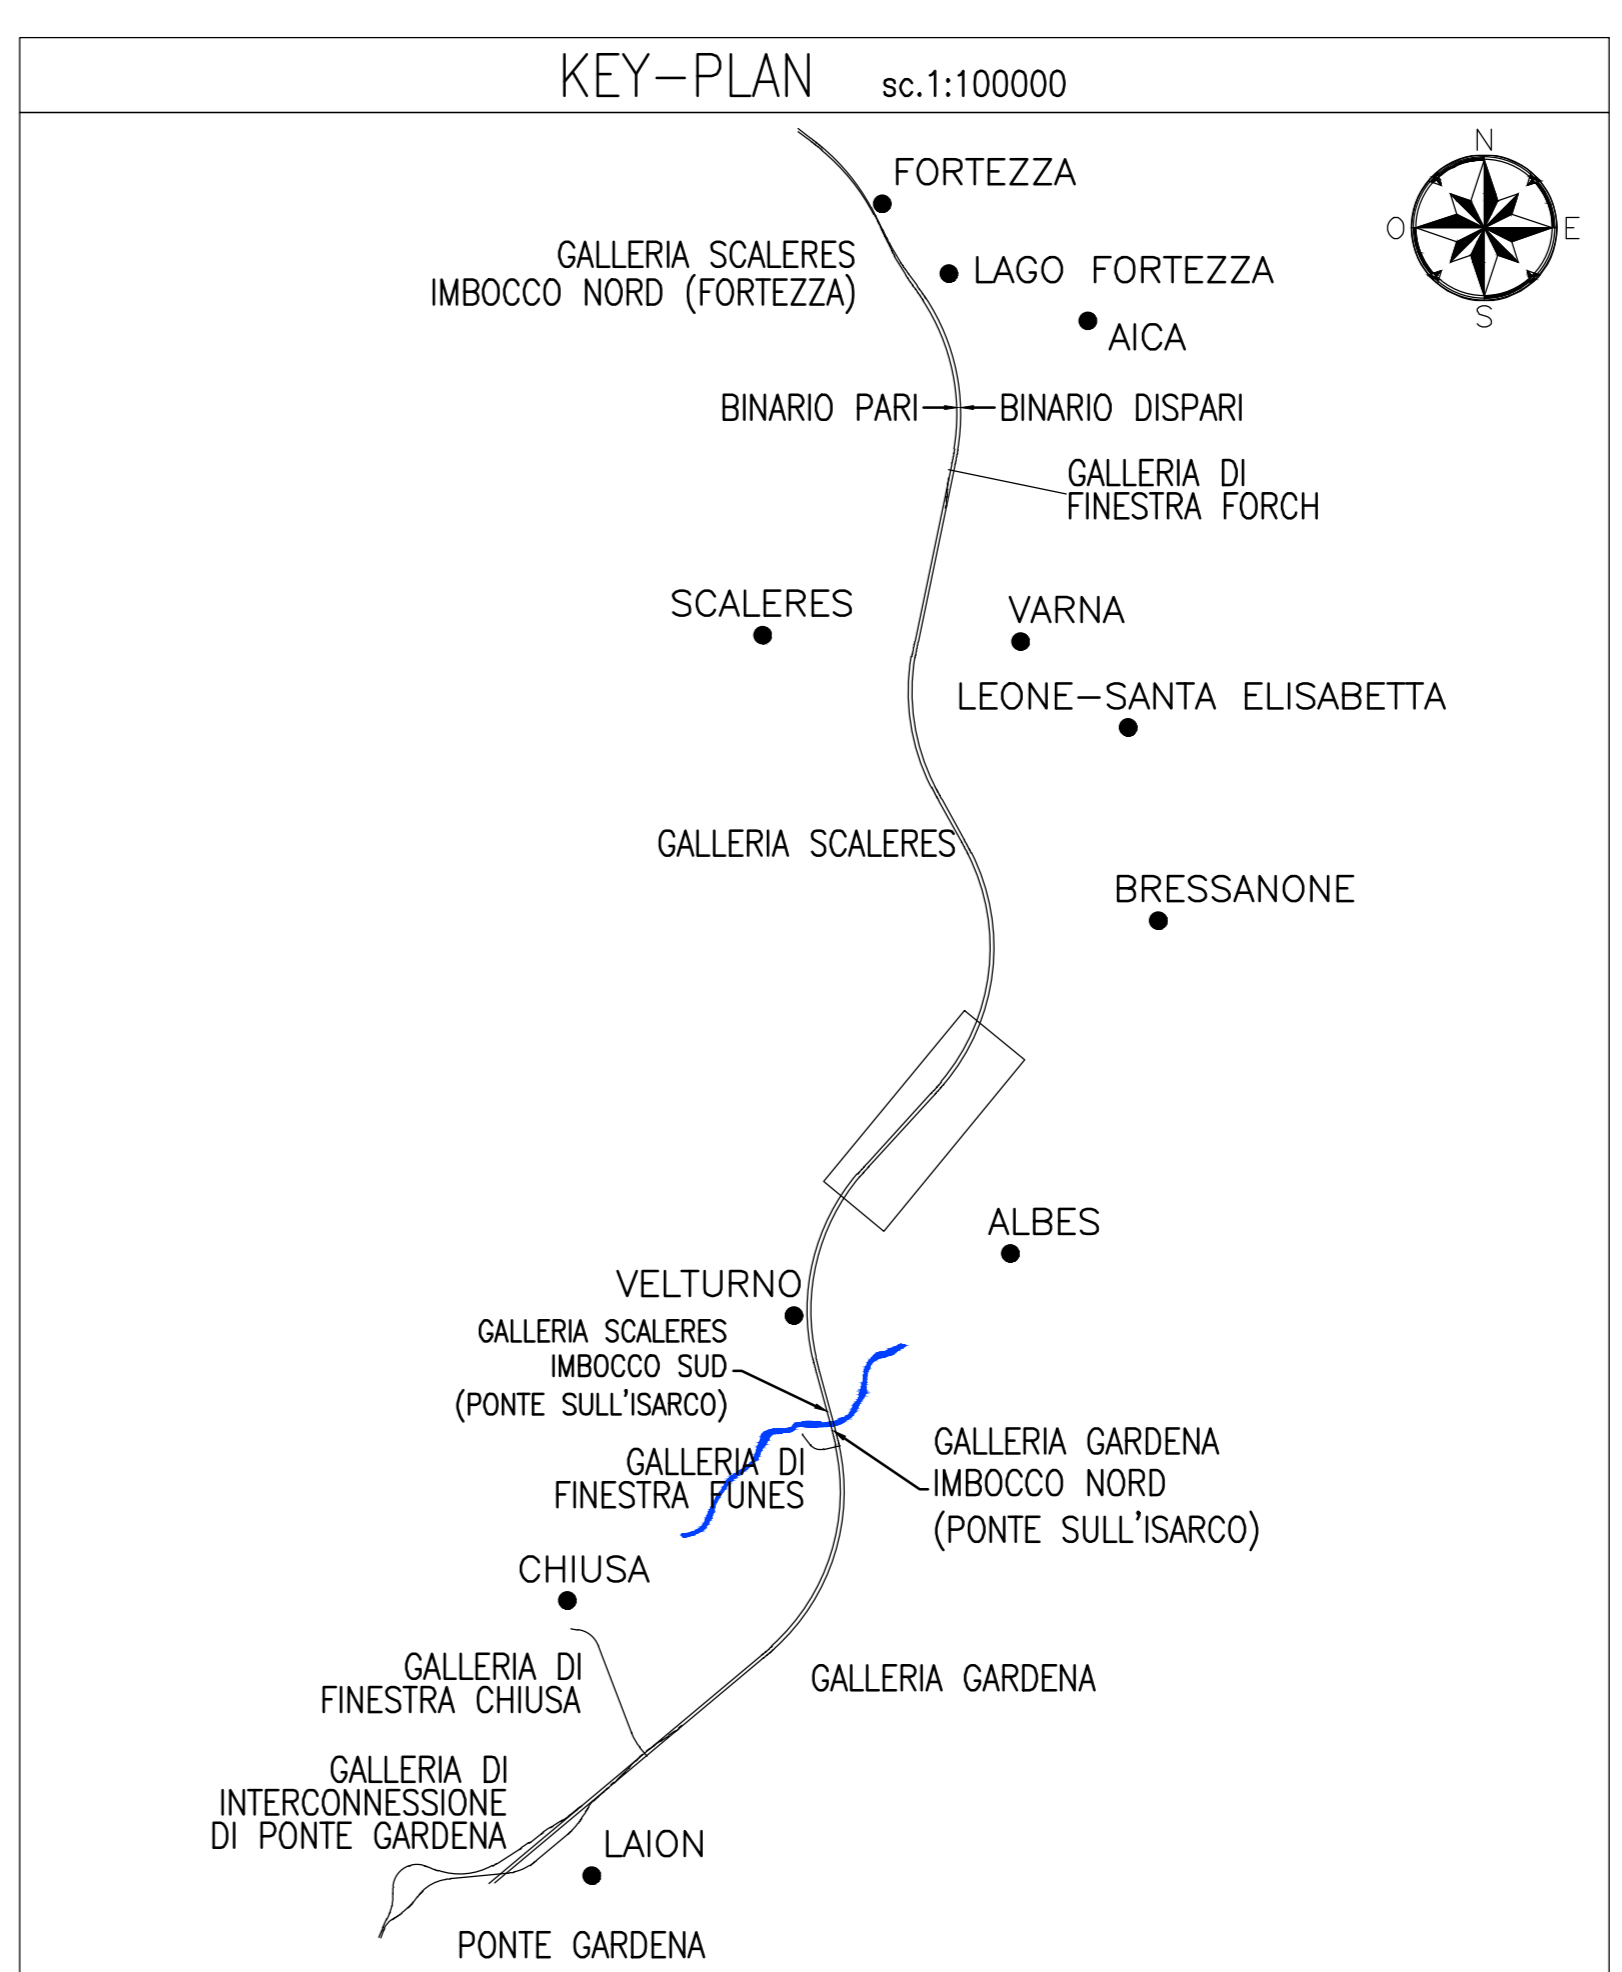 KEY-PLAN sc.1:100000
N
O
E
S
FORTEZZA
GALLERIA SCALERES
IMBOCCO NORD (FORTEZZA)
LAGO FORTEZZA
AICA
BINARIO PARI
BINARIO DISPARI
GALLERIA DI
FINESTRA FORCH
SCALERES
VARNA
LEONE-SANTA ELISABETTA
GALLERIA SCALERES
BRESSANONE
ALBES
VELTURNO
GALLERIA SCALERES
IMBOCCO SUD
(PONTE SULL'ISARCO)
GALLERIA DI
FINESTRA FUNES
GALLERIA GARDENA
IMBOCCO NORD
(PONTE SULL'ISARCO)
CHIUSA
GALLERIA DI
FINESTRA CHIUSA
GALLERIA GARDENA
GALLERIA DI
INTERCONNESSIONE
DI PONTE GARDENA
LAION
PONTE GARDENA